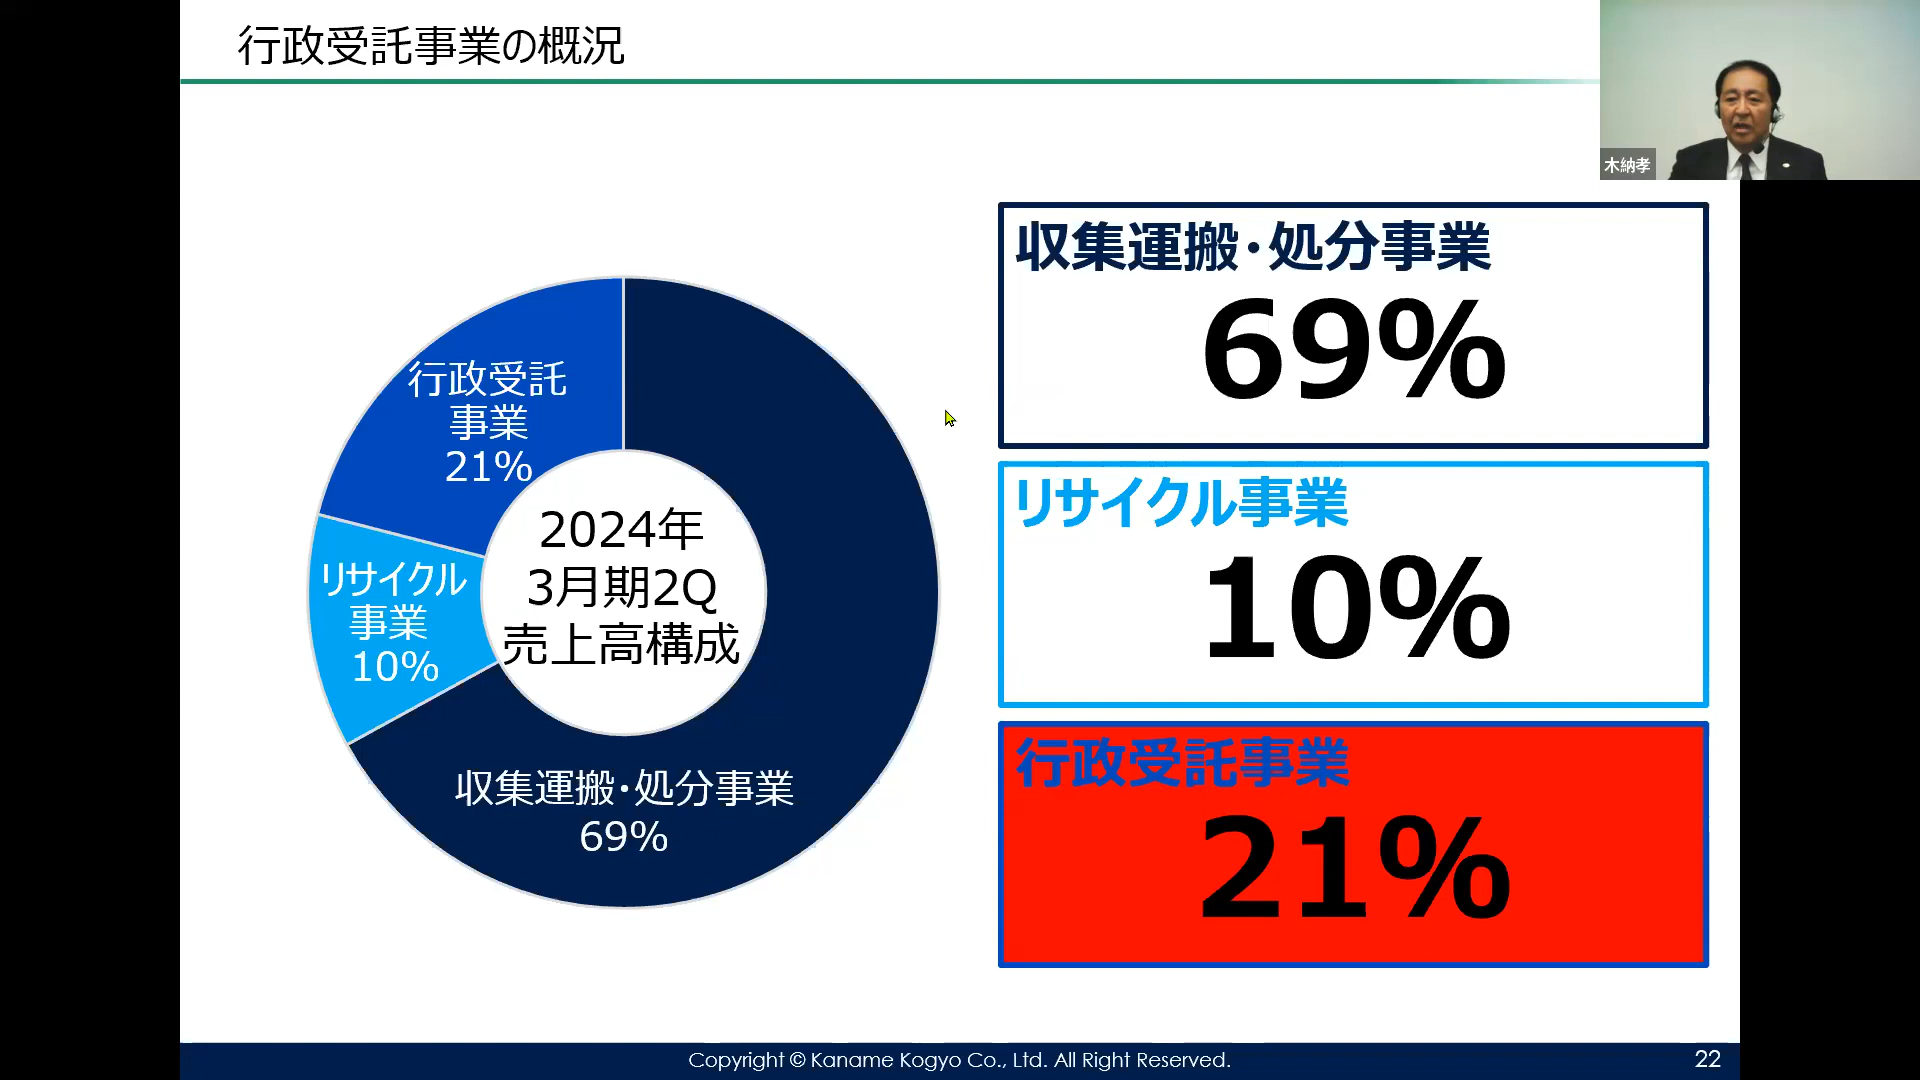 行政受託事業の概況
木納孝
行政受託
事業
21%
リサイクル
事業
10%
2024年
3月期2Q
売上高構成
収集運搬・処分事業
69%
収集運搬・処分事業
69%
リサイクル事業
10%
行政受託事業
21%
Copyright © Kaname Kogyo Co., Ltd. All Right Reserved.
22